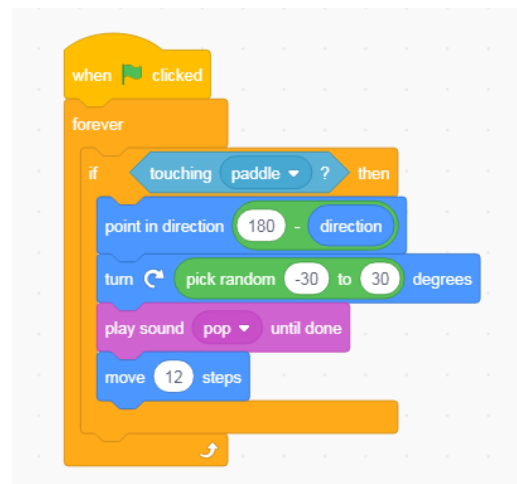 when clicked
forever
if touching paddle ? then
point in direction 180 - direction
turn pick random -30 to 30 degrees
play sound pop until done
move 12 steps